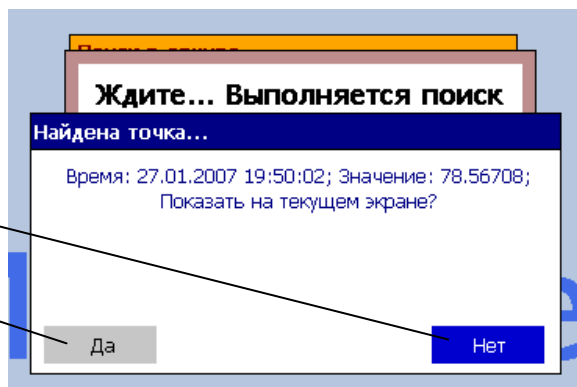 Ждите... Выполняется поиск
Найдена точка...
Время: 27.01.2007 19:50:02; Значение: 78.56708;
Показать на текущем экране?
Да
Нет